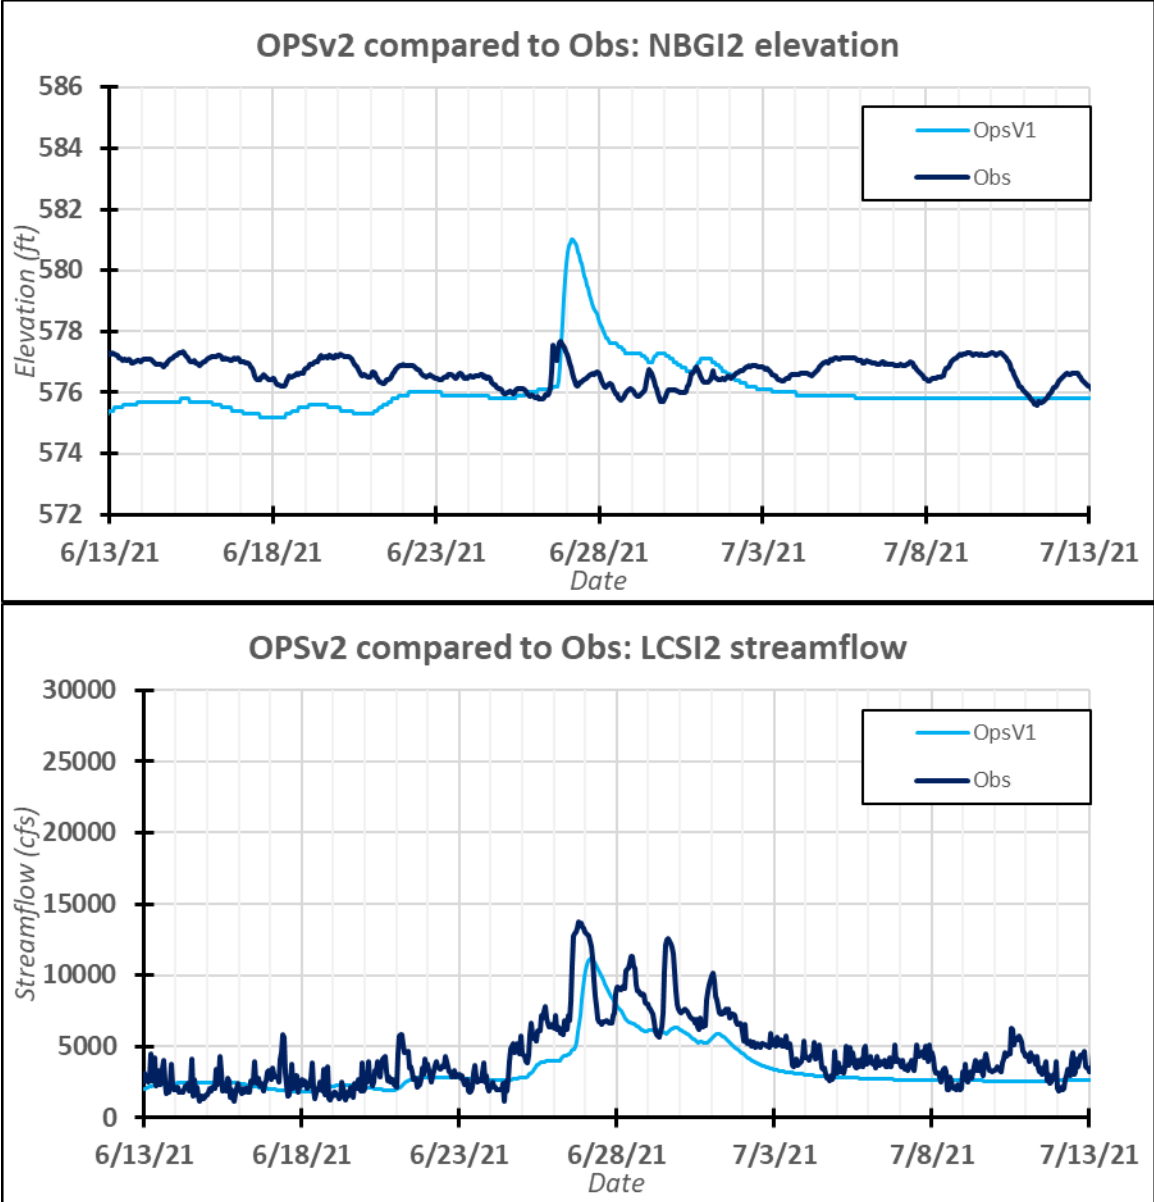 OPSv2 compared to Obs: NBGI2 elevation
586
584
582
580
578
576
574
572
Elevation (ft)
OpsV1
Obs
6/13/21 6/18/21 6/23/21 6/28/21 7/3/21 7/8/21 7/13/21
Date
OPSv2 compared to Obs: LCSI2 streamflow
30000
25000
20000
15000
10000
5000
0
Streamflow (cfs)
OpsV1
Obs
6/13/21 6/18/21 6/23/21 6/28/21 7/3/21 7/8/21 7/13/21
Date